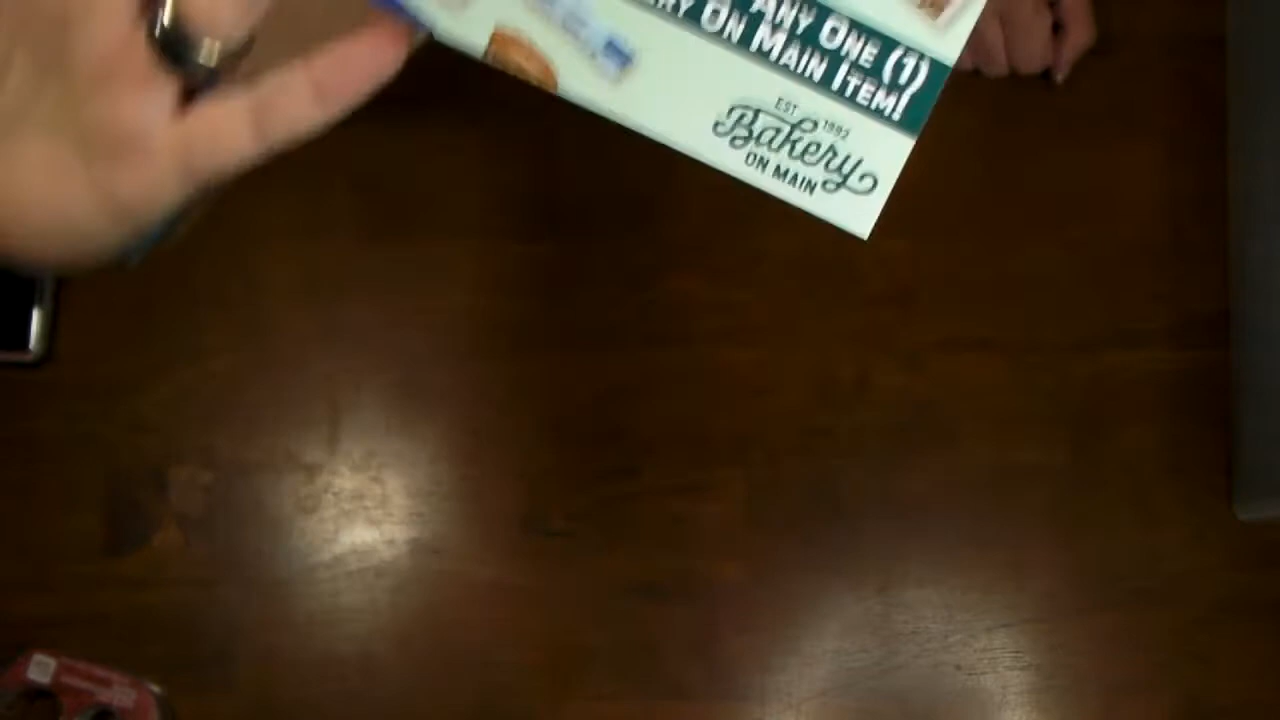 ANY ONE (1)
ON MAIN ITEM!
EST 1992
Bakery
ON MAIN